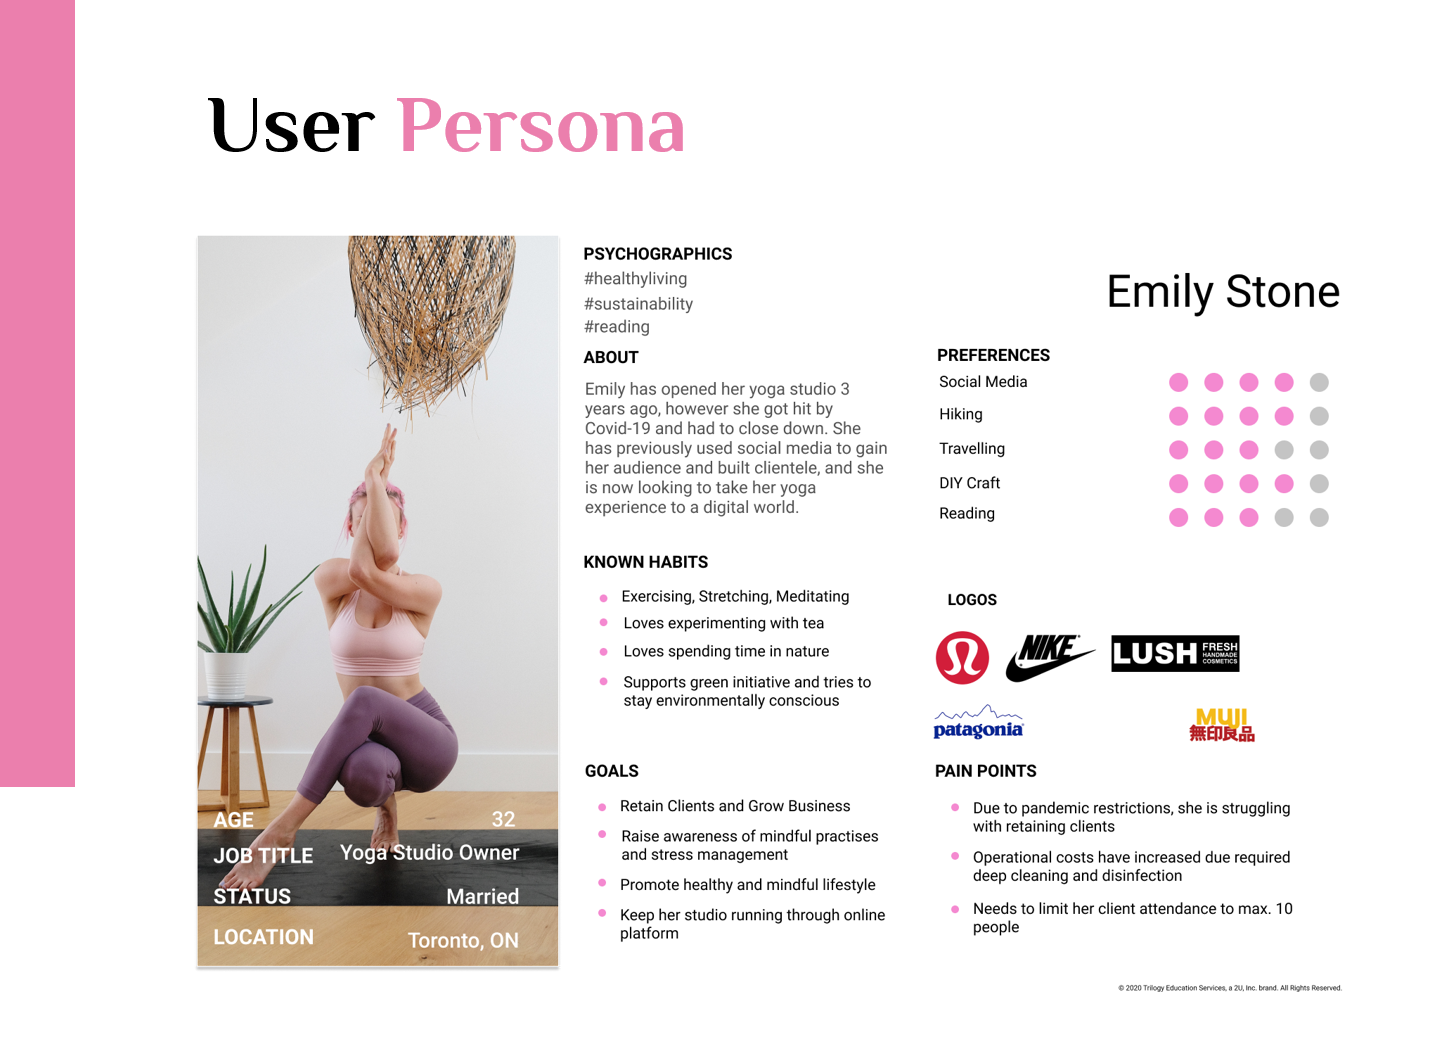 User Persona
AGE 32
JOB TITLE Yoga Studio Owner
STATUS Married
LOCATION Toronto, ON
PSYCHOGRAPHICS
#healthyliving
#sustainability
#reading
ABOUT
Emily has opened her yoga studio 3
years ago, however she got hit by
Covid-19 and had to close down. She
has previously used social media to gain
her audience and built clientele, and she
is now looking to take her yoga
experience to a digital world.
KNOWN HABITS
Exercising, Stretching, Meditating
Loves experimenting with tea
Loves spending time in nature
Supports green initiative and tries to
stay environmentally conscious
GOALS
Retain Clients and Grow Business
Raise awareness of mindful practises
and stress management
Promote healthy and mindful lifestyle
Keep her studio running through online
platform
Emily Stone
PREFERENCES
Social Media
Hiking
Travelling
DIY Craft
Reading
LOGOS
NIKE
LUSH FRESH
HANDMADE
COSMETICS
patagonia®
MUJI
無印良品
PAIN POINTS
Due to pandemic restrictions, she is struggling
with retaining clients
Operational costs have increased due required
deep cleaning and disinfection
Needs to limit her client attendance to max. 10
people
© 2020 Trilogy Education Services, a 2U, Inc. brand. All Rights Reserved.